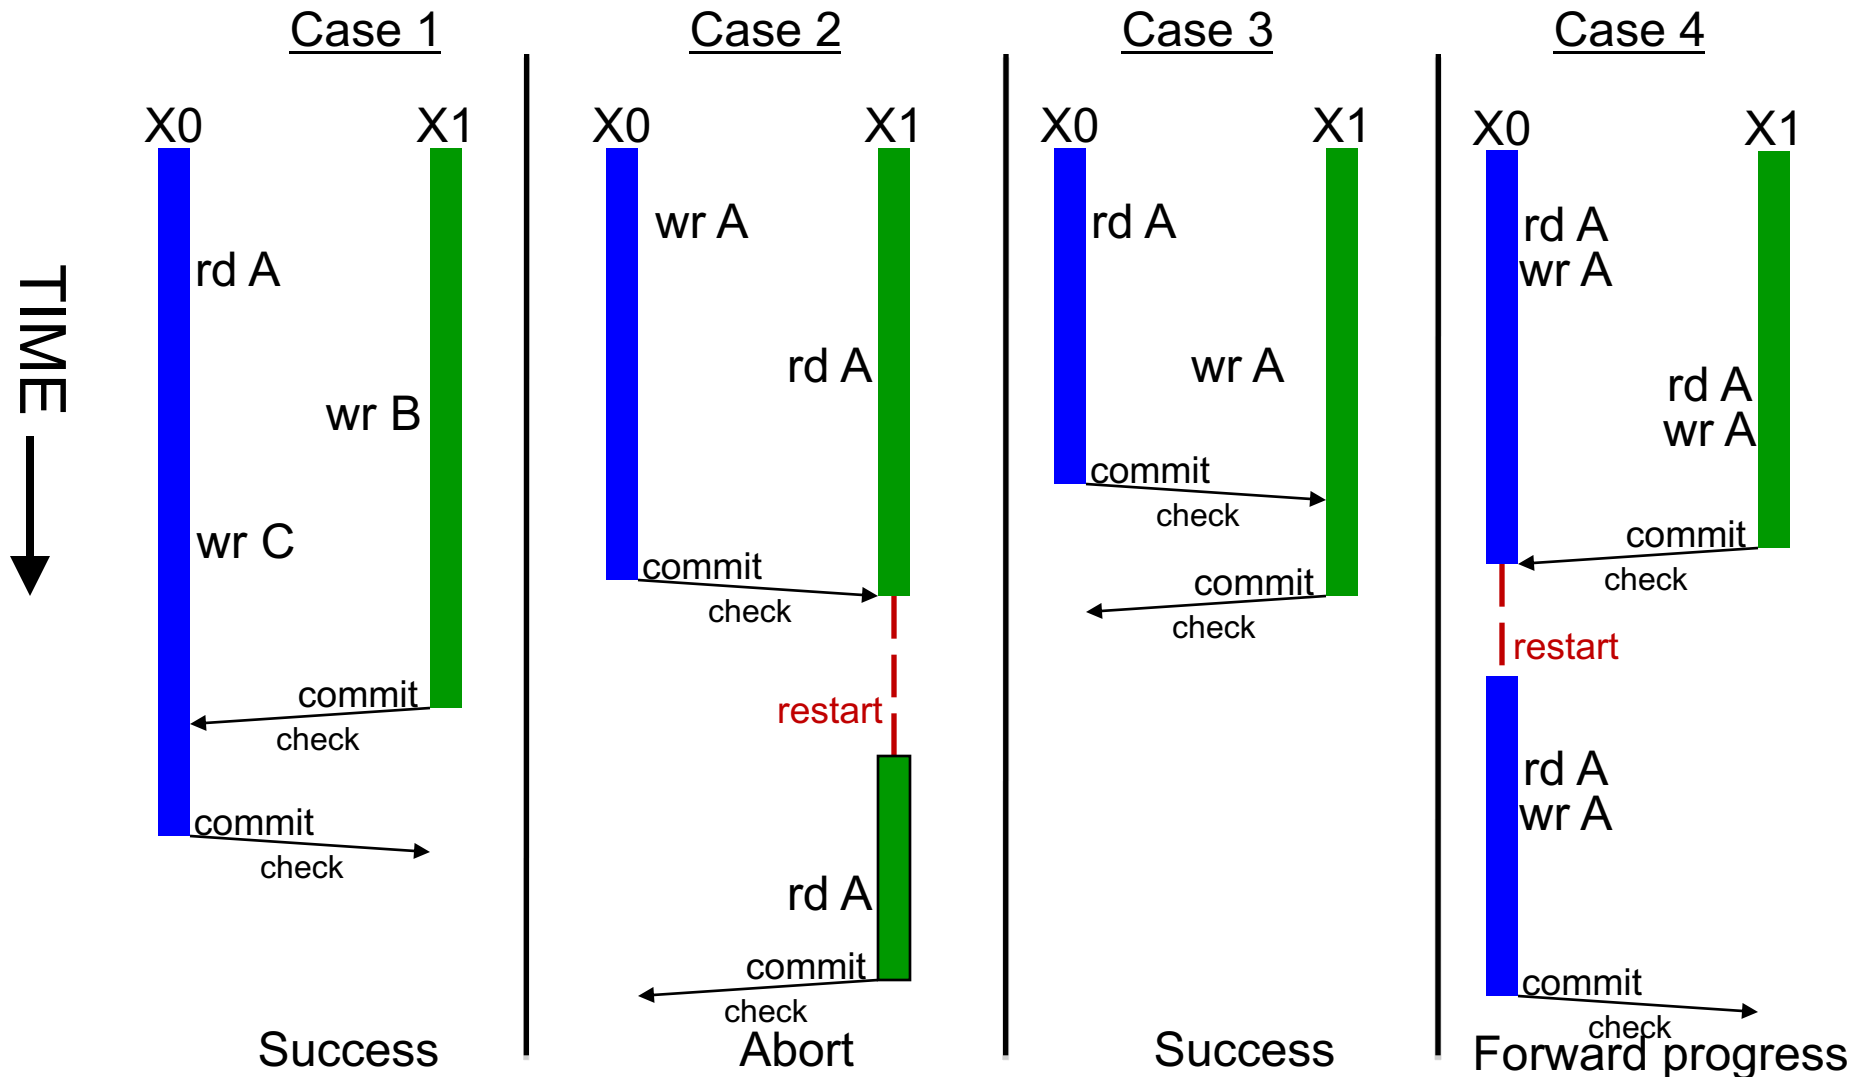 Case 1
Case 2
Case 3
Case 4
TIME
X0
X1
rd A
wr B
wr C
commit
check
commit
check
Success
X0
X1
wr A
rd A
commit
check
restart
rd A
commit
check
Abort
X0
X1
rd A
wr A
commit
check
commit
check
Success
X0
X1
rd A
wr A
rd A
wr A
commit
check
restart
rd A
wr A
commit
check
Forward progress